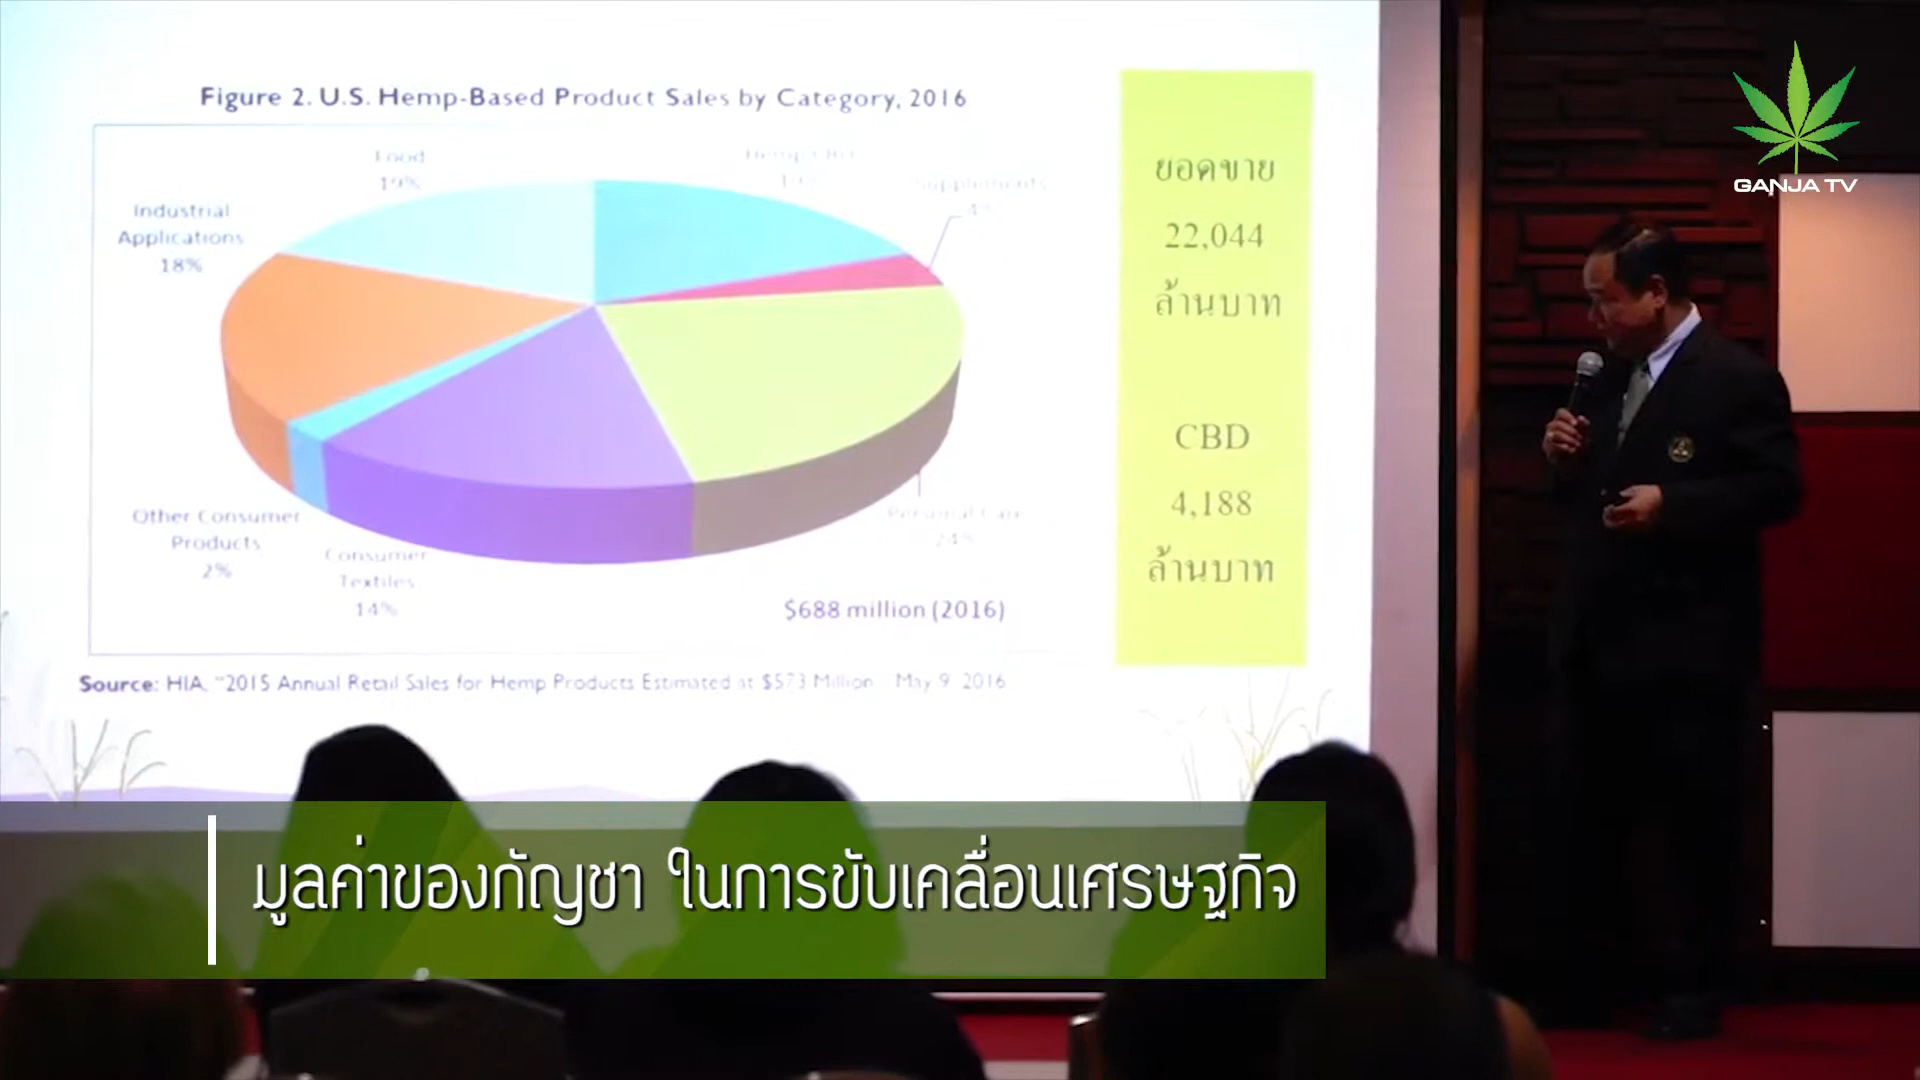 Figure 2. U.S. Hemp-Based Product Sales by Category, 2016
Food
19%
Supplements
4%
Industrial
Applications
18%
Other Consumer
Products
2%
Consumer
Textiles
14%
Personal Care
24%
$688 million (2016)
Source: HIA, "2015 Annual Retail Sales for Hemp Products Estimated at $573 Million May 9 2016
ยอดขาย
22,044
ล้านบาท
CBD
4,188
ล้านบาท
GANJA TV
มูลค่าของกัญชา ในการขับเคลื่อนเศรษฐกิจ